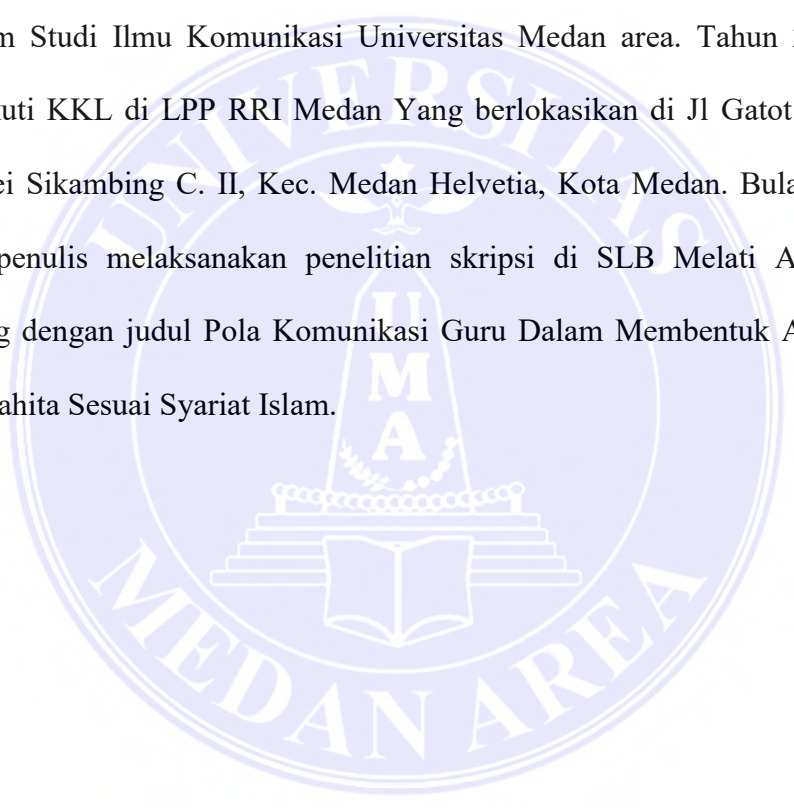 m Studi Ilmu Komunikasi Universitas Medan area. Tahun
uti KKL di LPP RRI Medan Yang berlokasikan di Jl Gatot
ei Sikambing C. II, Kec. Medan Helvetia, Kota Medan. Bula
penulis melaksanakan penelitian skripsi di SLB Melati A
g dengan judul Pola Komunikasi Guru Dalam Membentuk A
ahita Sesuai Syariat Islam.
UNIVERSITAS
UMA
MEDAN AREA